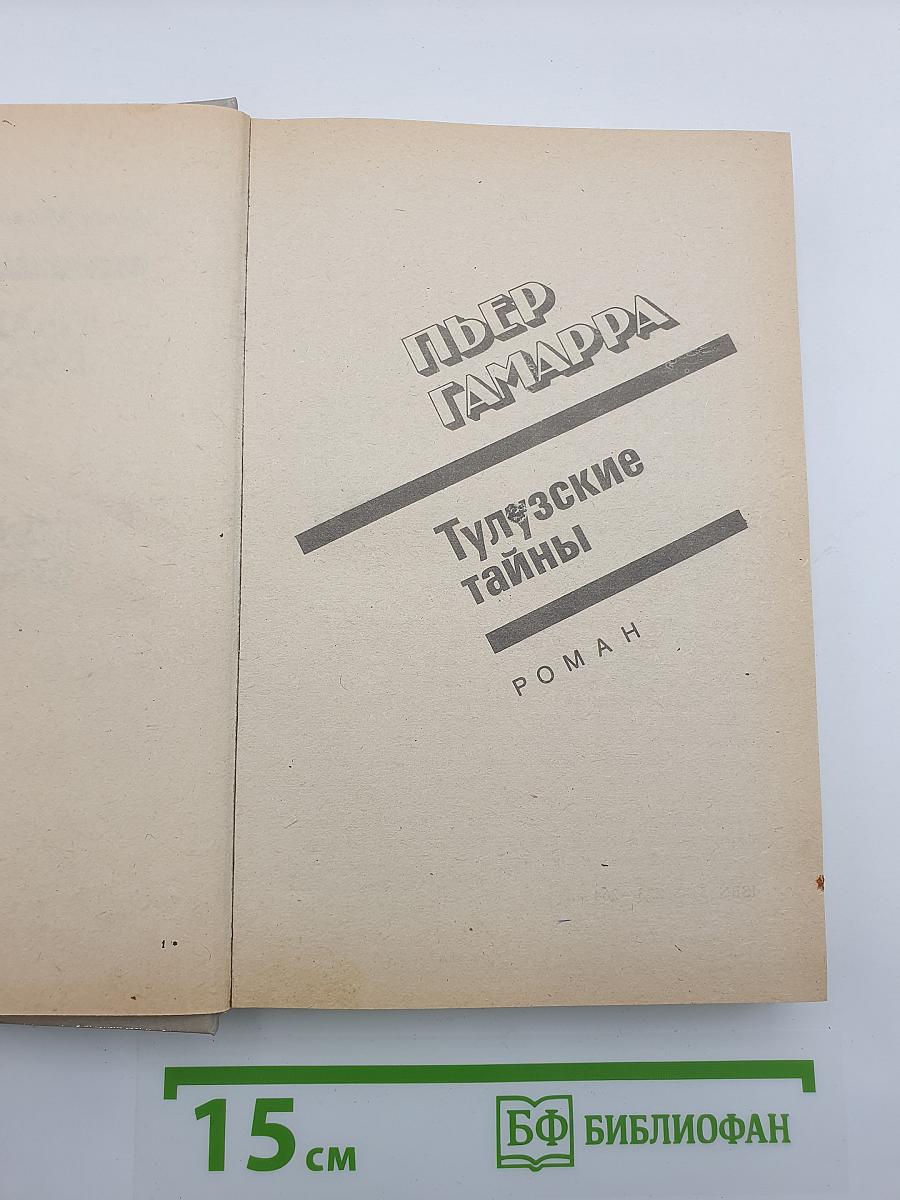 ПЬЕР
ГАМАРРА
Тулузские
тайны
РОМАН
1 *
15 см
БФ БИБЛИОФАН